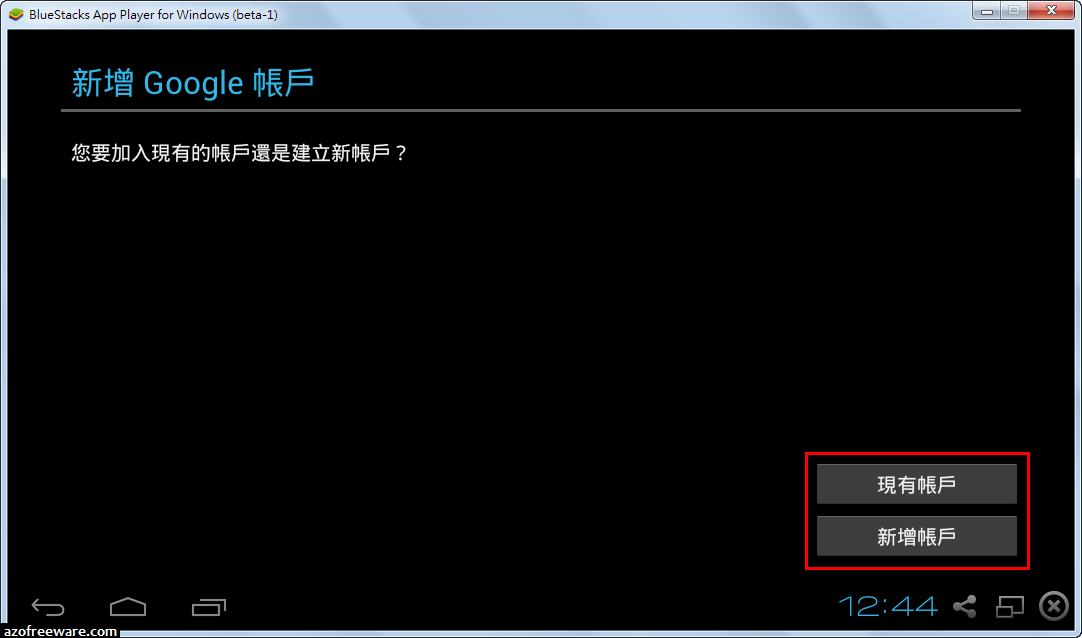 BlueStacks App Player for Windows (beta-1)
新增 Google 帳戶
您要加入現有的帳戶還是建立新帳戶？
現有帳戶
新增帳戶
12:44
azofreeware.com